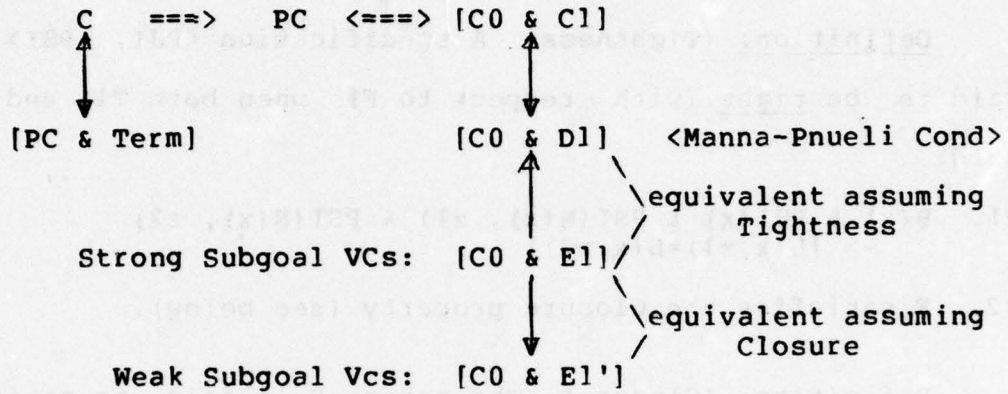 C ===> PC <===> [C0 & C1]
[PC & Term] [C0 & D1] <Manna-Pnueli Cond>
equivalent assuming
Tightness
Strong Subgoal VCs: [C0 & E1]
equivalent assuming
Closure
Weak Subgoal Vcs: [C0 & E1']